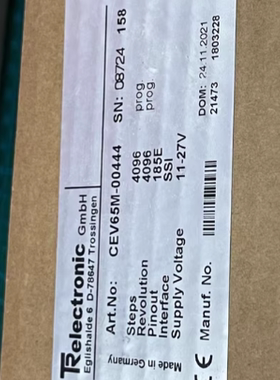 TRelectronic GmbH
Eglishalde 6 D-78647 Trossingen
Art.No: CEV65M-00444 SN: 08724 158
Steps 4096 prog.
Revolution 4096 prog.
Pinout 185E
Interface SSI
Supply Voltage 11-27V
Made in Germany
CE Manuf. No.
DOM: 24.11.2021
21473 1803228